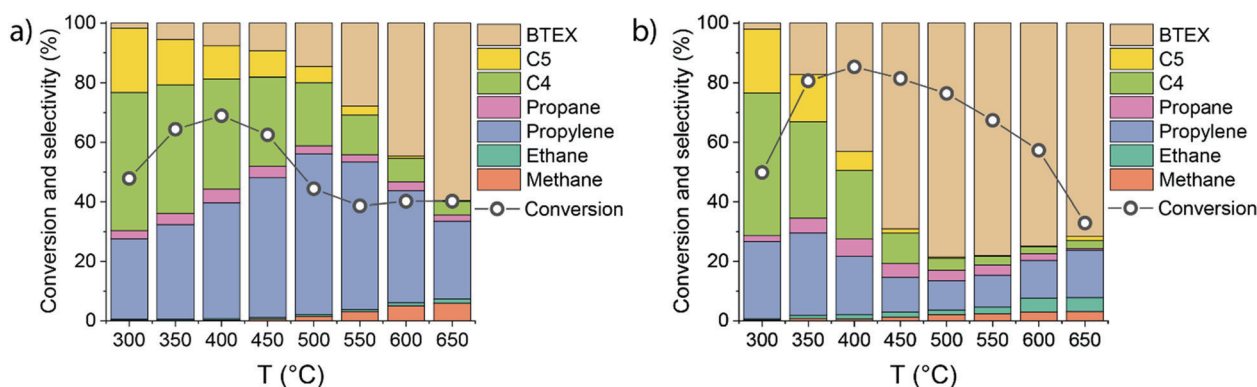 a)
Conversion and selectivity (%)
100
80
60
40
20
0
300 350 400 450 500 550 600 650
T (°C)
BTEX
C5
C4
Propane
Propylene
Ethane
Methane
Conversion
b)
Conversion and selectivity (%)
100
80
60
40
20
0
300 350 400 450 500 550 600 650
T (°C)
BTEX
C5
C4
Propane
Propylene
Ethane
Methane
Conversion